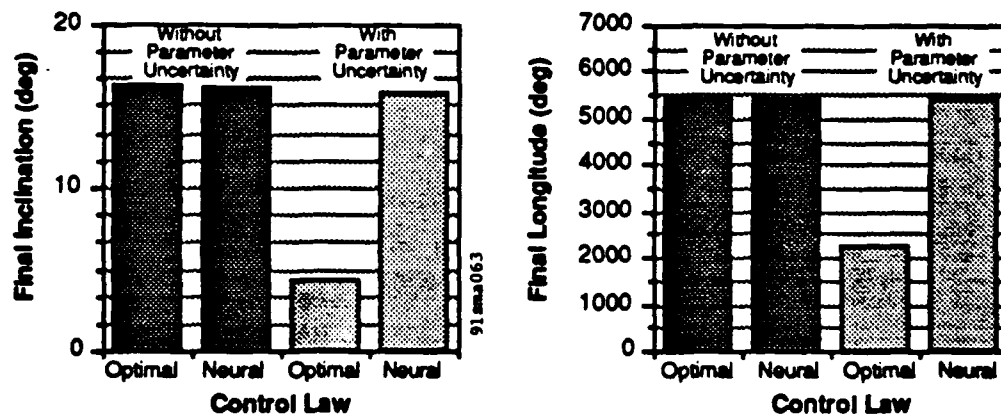 Final Inclination (deg)
20
10
0
Without
Parameter
Uncertainty
With
Parameter
Uncertainty
Optimal
Neural
Optimal
Neural
Control Law
91ama063
Final Longitude (deg)
7000
6000
5000
4000
3000
2000
1000
0
Without
Parameter
Uncertainty
With
Parameter
Uncertainty
Optimal
Neural
Optimal
Neural
Control Law